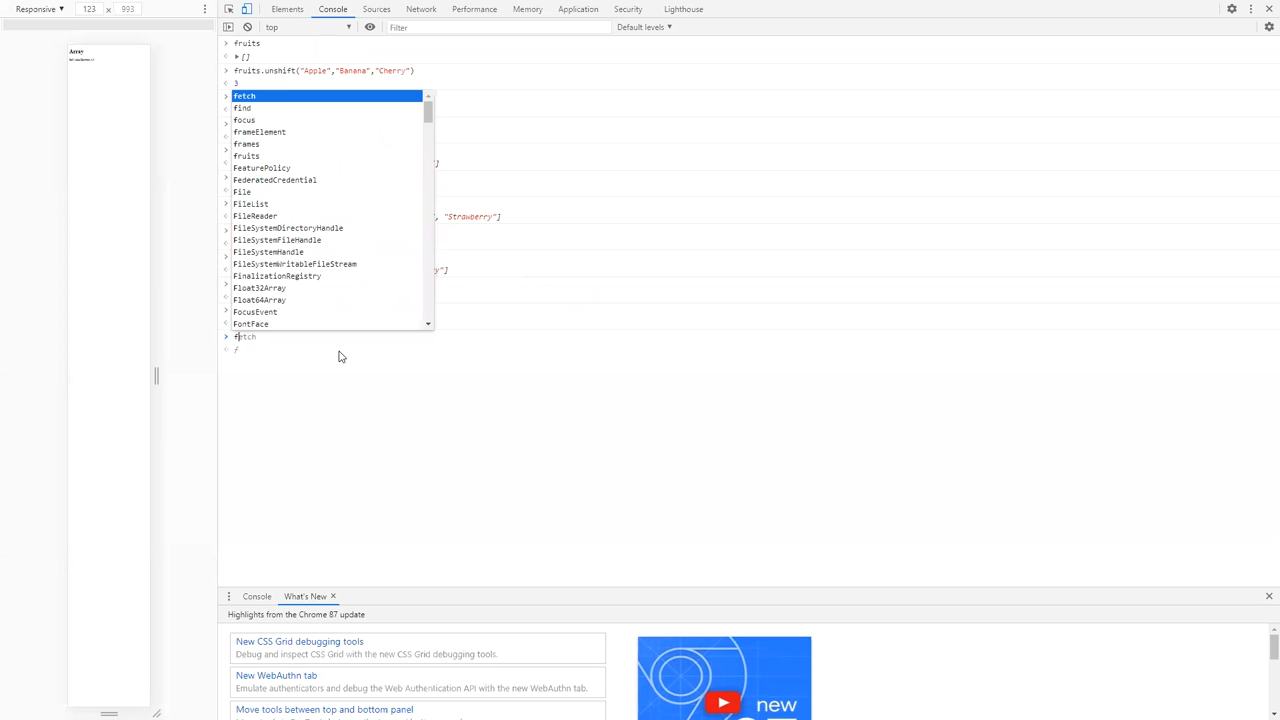 Responsive 123 × 993 Elements Console Sources Network Performance Memory Application Security Lighthouse
top Filter Default levels
fruits
[]
Array
fruits.unshift("Apple","Banana","Cherry")
3
fetch
find
focus
frameElement
frames
fruits
"]
FeaturePolicy
FederatedCredential
File
FileList
FileReader
, "Strawberry"]
FileSystemDirectoryHandle
FileSystemFileHandle
FileSystemHandle
FileSystemWritableFileStream
y"]
FinalizationRegistry
Float32Array
Float64Array
FocusEvent
FontFace
fetch
f
Console What's New ×
Highlights from the Chrome 87 update
New CSS Grid debugging tools
Debug and inspect CSS Grid with the new CSS Grid debugging tools.
New WebAuthn tab
Emulate authenticators and debug the Web Authentication API with the new WebAuthn tab.
Move tools between top and bottom panel
new